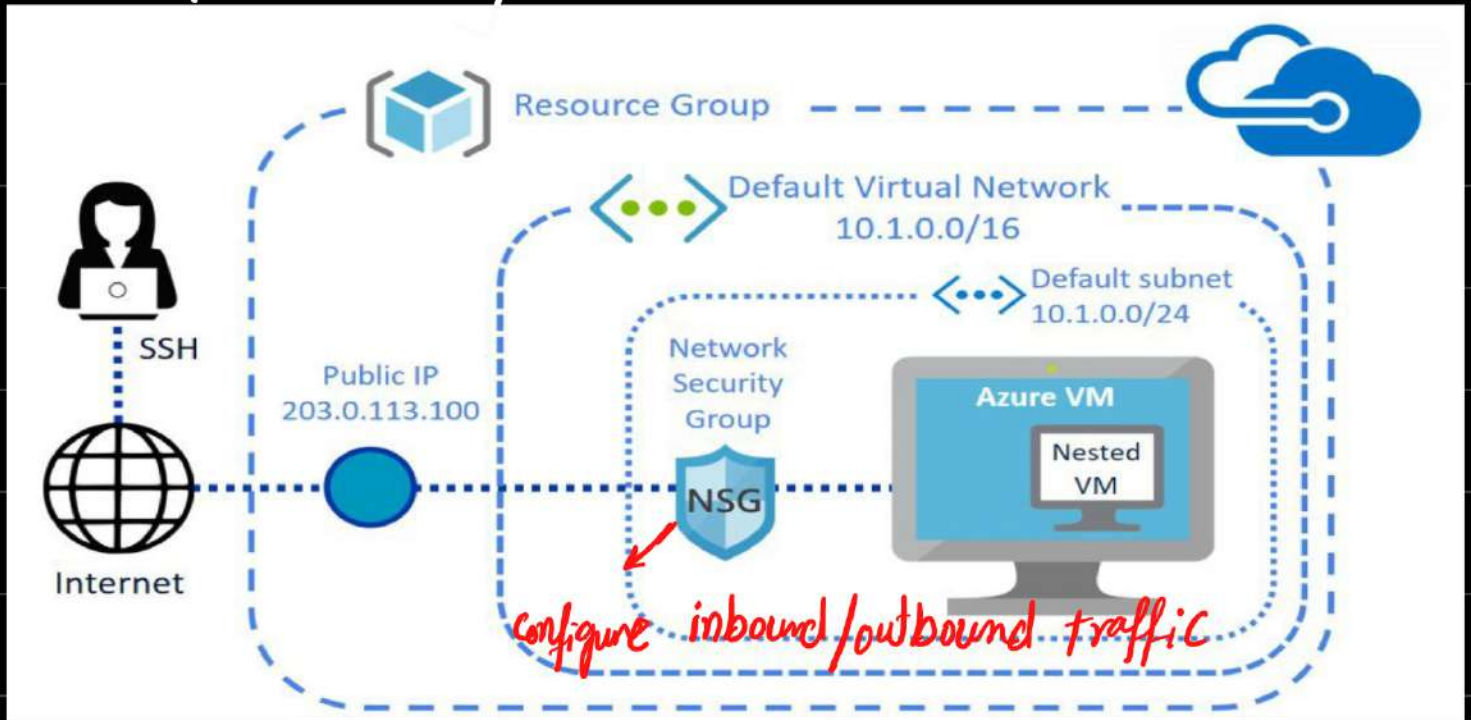 Resource Group
Default Virtual Network
10.1.0.0/16
Default subnet
10.1.0.0/24
SSH
Network
Security
Group
Public IP
203.0.113.100
Azure VM
Nested
VM
NSG
Internet
configure inbound/outbound traffic